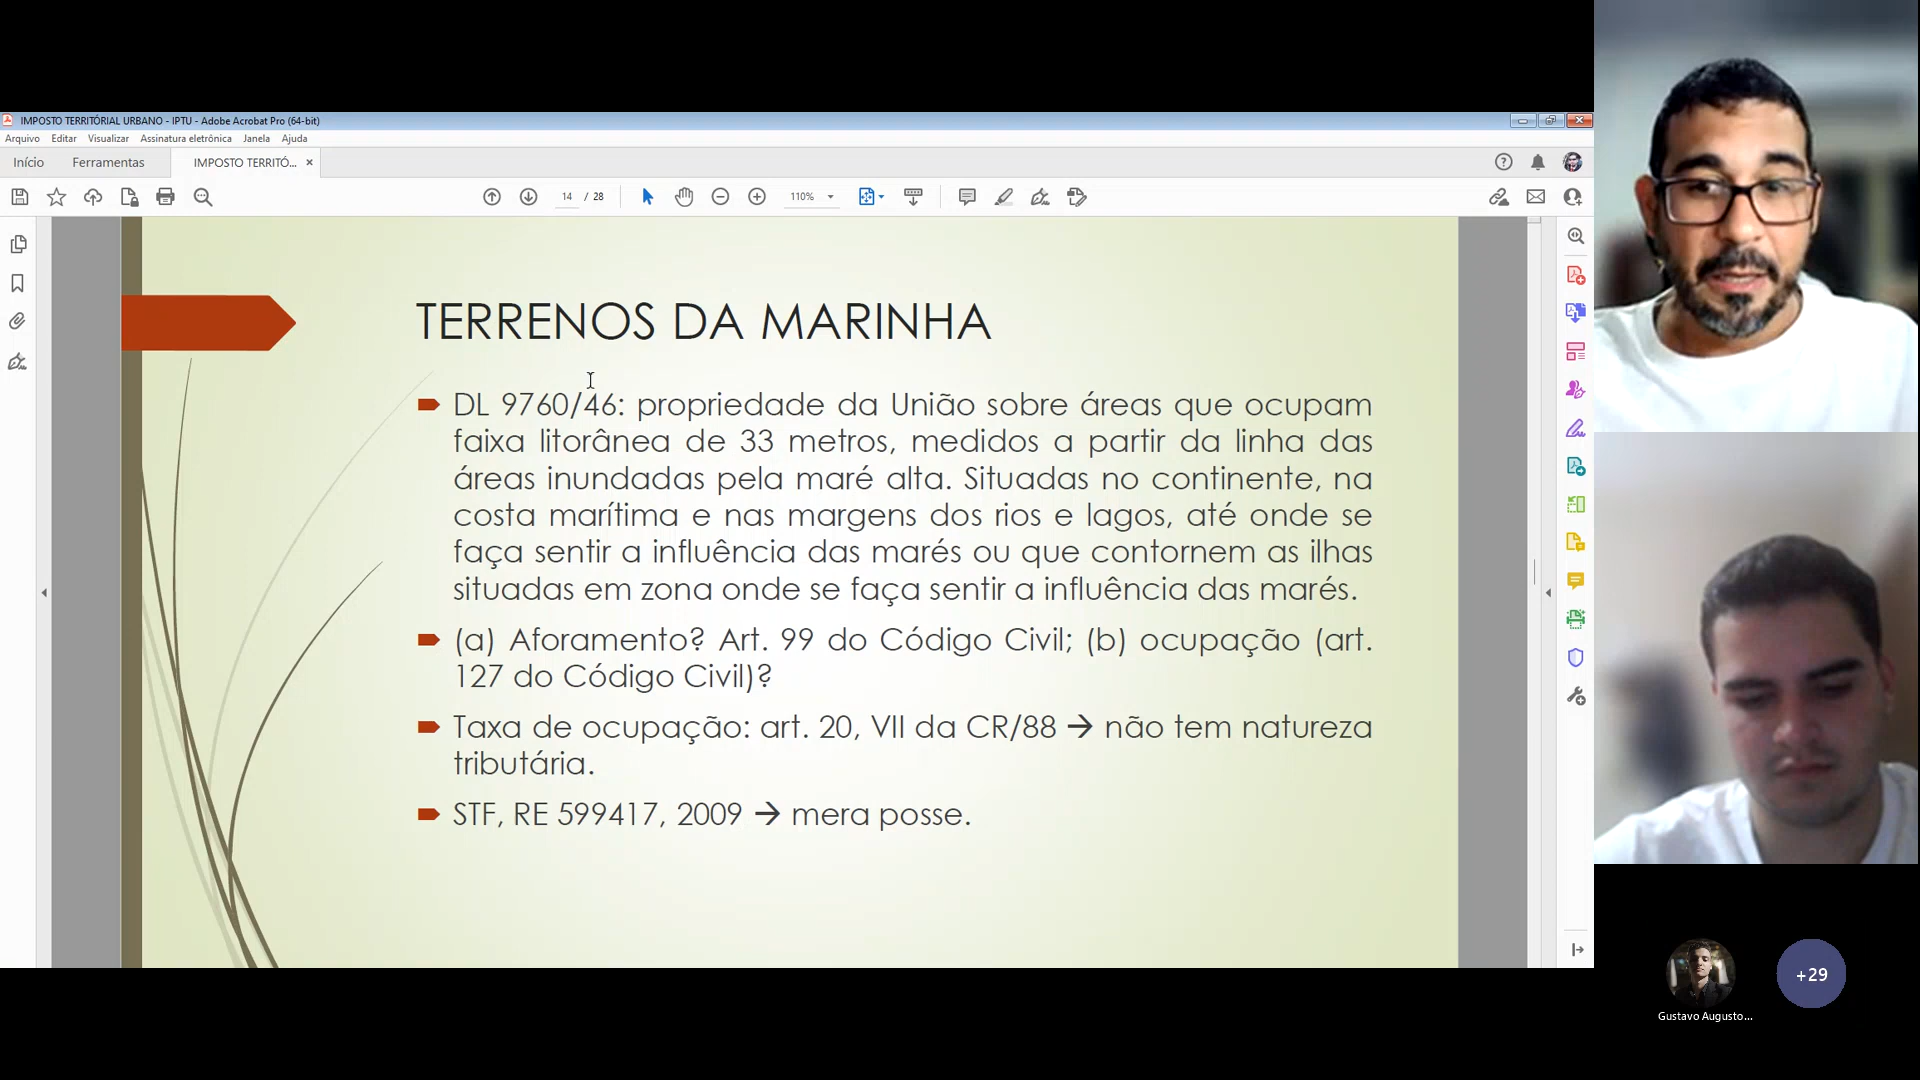 IMPOSTO TERRITÓRIAL URBANO - IPTU - Adobe Acrobat Pro (64-bit)
Arquivo Editar Visualizar Assinatura eletrônica Janela Ajuda
Início Ferramentas IMPOSTO TERRITÓ... ×
14 / 28 110%
TERRENOS DA MARINHA
DL 9760/46: propriedade da União sobre áreas que ocupam
faixa litorânea de 33 metros, medidos a partir da linha das
áreas inundadas pela maré alta. Situadas no continente, na
costa marítima e nas margens dos rios e lagos, até onde se
faça sentir a influência das marés ou que contornem as ilhas
situadas em zona onde se faça sentir a influência das marés.
(a) Aforamento? Art. 99 do Código Civil; (b) ocupação (art.
127 do Código Civil)?
Taxa de ocupação: art. 20, VII da CR/88 → não tem natureza
tributária.
STF, RE 599417, 2009 → mera posse.
+29
Gustavo Augusto...